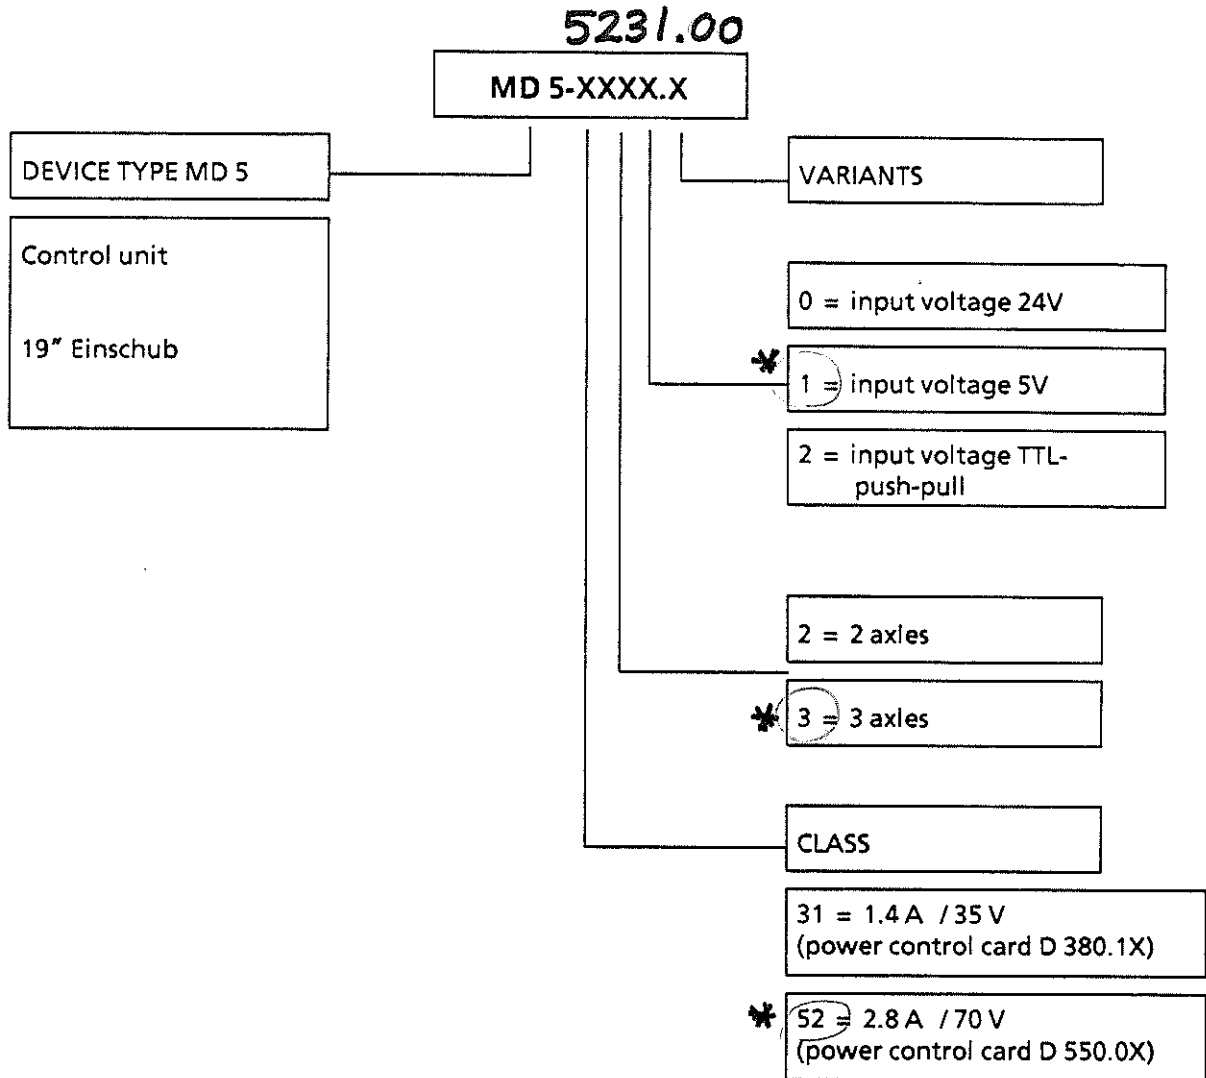 5231.00
MD 5-XXXX.X
DEVICE TYPE MD 5
Control unit
19" Einschub
VARIANTS
0 = input voltage 24V
* 1 = input voltage 5V
2 = input voltage TTL-
push-pull
2 = 2 axles
* 3 = 3 axles
CLASS
31 = 1.4 A / 35 V
(power control card D 380.1X)
* 52 = 2.8 A / 70 V
(power control card D 550.0X)